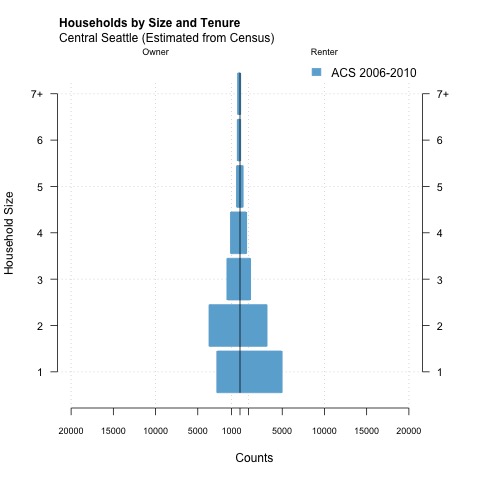 Households by Size and Tenure
Central Seattle (Estimated from Census)
Owner Renter
ACS 2006-2010
7+ 7+
6 6
5 5
4 4
3 3
2 2
1 1
Household Size
20000 15000 10000 5000 1000 5000 10000 15000 20000
Counts